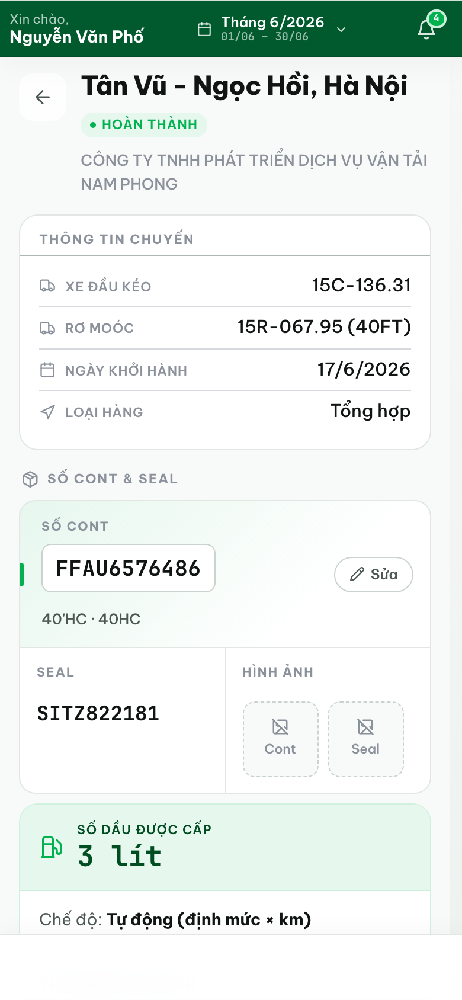 Xin chào,
Nguyễn Văn Phố
Tháng 6/2026
01/06 – 30/06
4
Tân Vũ - Ngọc Hồi, Hà Nội
HOÀN THÀNH
CÔNG TY TNHH PHÁT TRIỂN DỊCH VỤ VẬN TẢI
NAM PHONG
THÔNG TIN CHUYẾN
XE ĐẦU KÉO 15C-136.31
RƠ MOÓC 15R-067.95 (40FT)
NGÀY KHỞI HÀNH 17/6/2026
LOẠI HÀNG Tổng hợp
SỐ CONT & SEAL
SỐ CONT
FFAU6576486
Sửa
40'HC · 40HC
SEAL
SITZ822181
HÌNH ẢNH
Cont
Seal
SỐ DẦU ĐƯỢC CẤP
3 lít
Chế độ: Tự động (định mức × km)